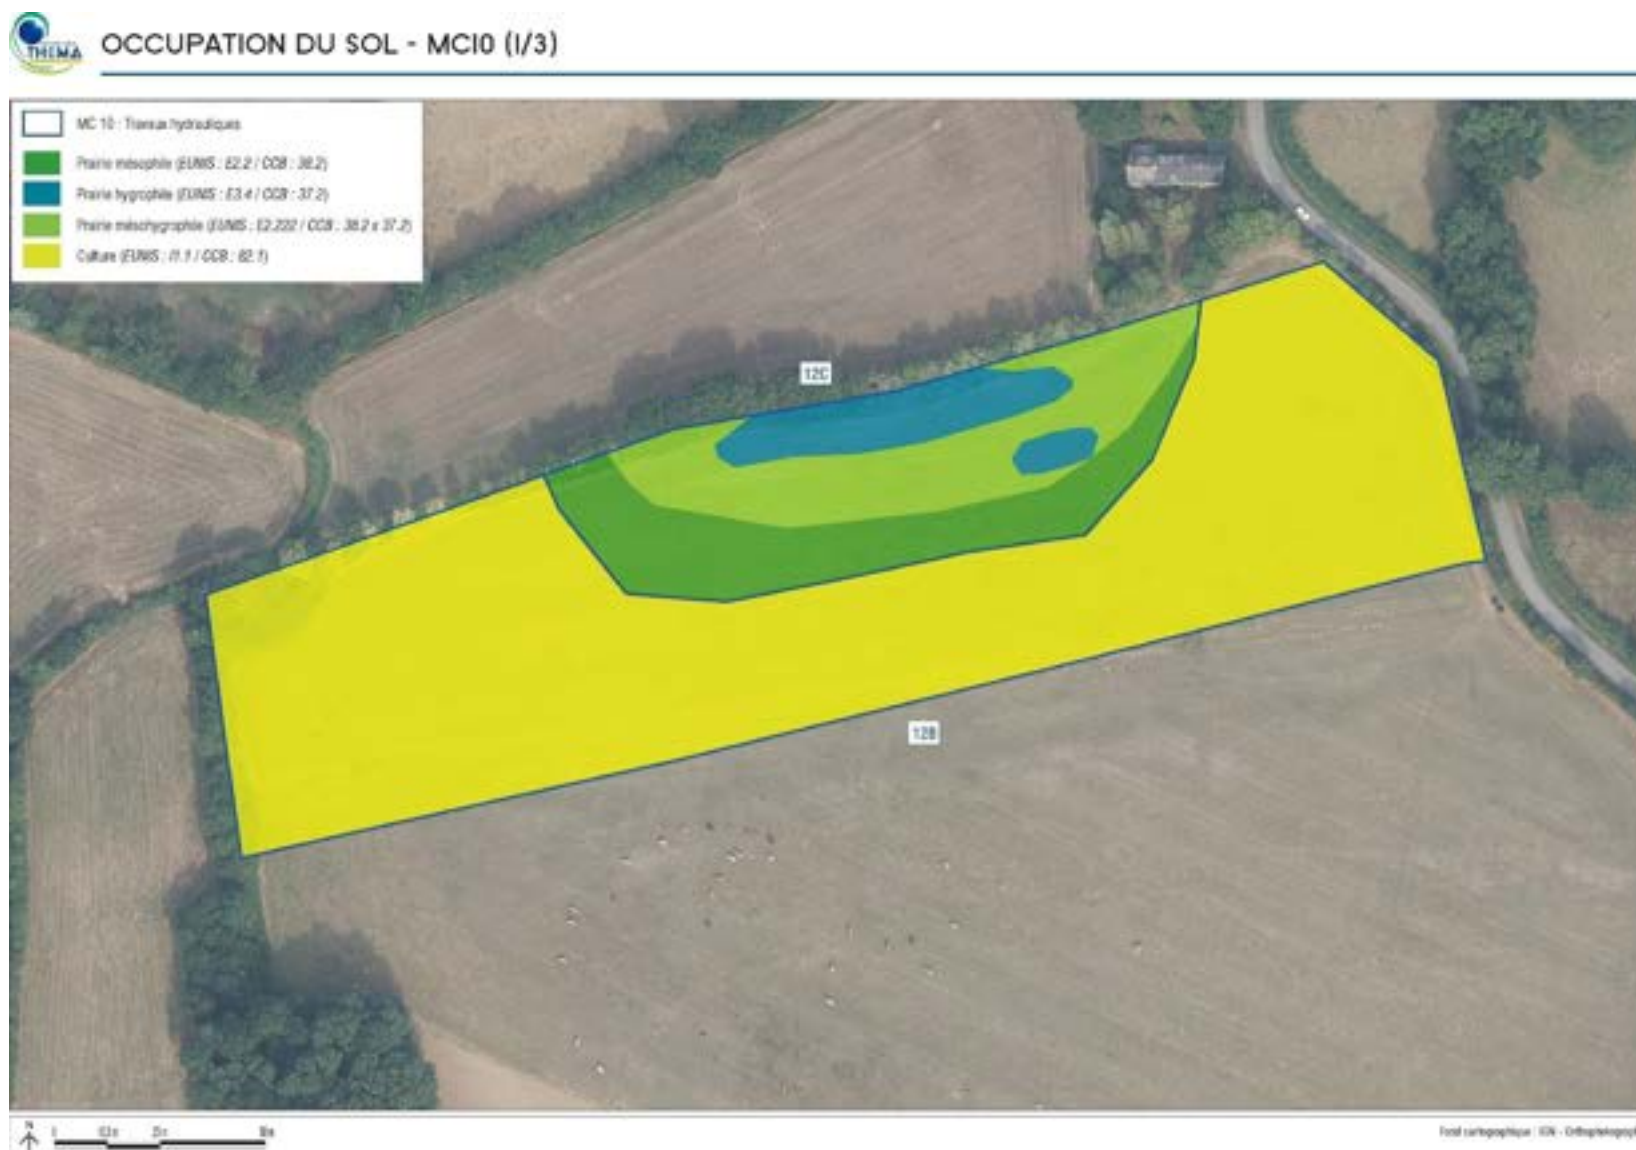 THEMA
OCCUPATION DU SOL - MC10 (1/3)
MC 10 : Travaux hydrauliques
Prairie mésophile (EUNIS : E2.2 / CCB : 38.2)
Prairie hygrophile (EUNIS : E3.4 / CCB : 37.2)
Prairie mésohygrophile (EUNIS : E2.222 / CCB : 38.2 x 37.2)
Culture (EUNIS : I1.1 / CCB : 82.1)
12C
12B
N
Fond cartographique : IGN - Orthophotograph